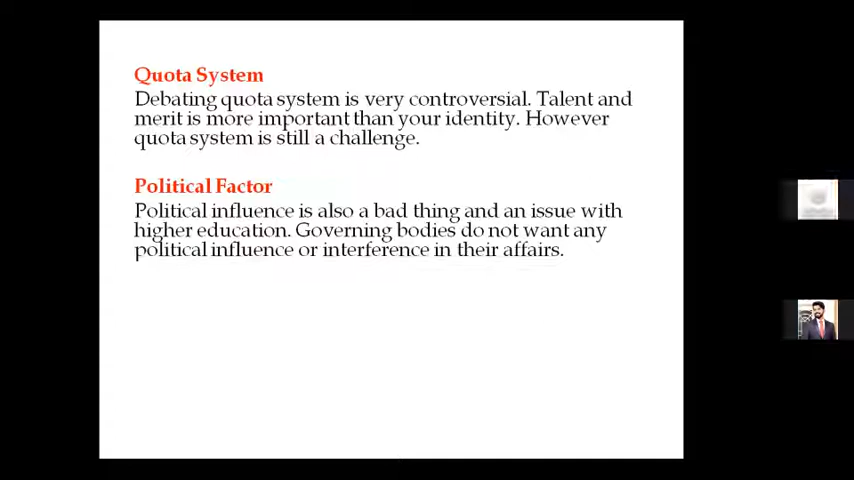 Quota System
Debating quota system is very controversial. Talent and
merit is more important than your identity. However
quota system is still a challenge.
Political Factor
Political influence is also a bad thing and an issue with
higher education. Governing bodies do not want any
political influence or interference in their affairs.